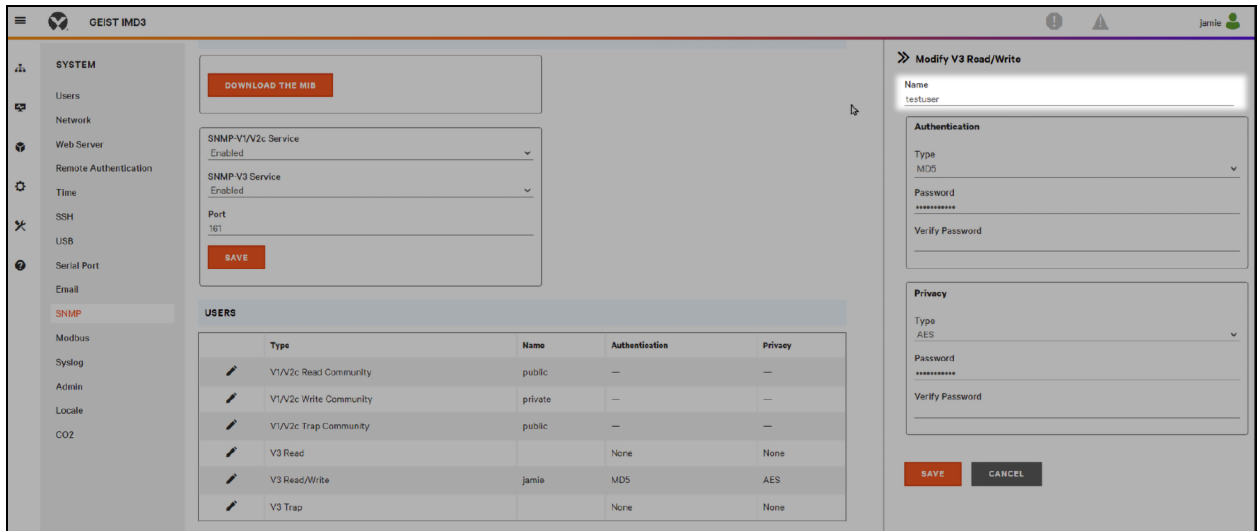 GEIST IMD3
jamie
SYSTEM
Users
Network
Web Server
Remote Authentication
Time
SSH
USB
Serial Port
Email
SNMP
Modbus
Syslog
Admin
Locale
CO2
DOWNLOAD THE MIB
SNMP-V1/V2c Service
Enabled
SNMP-V3 Service
Enabled
Port
161
SAVE
USERS
Type Name Authentication Privacy
V1/V2c Read Community public — —
V1/V2c Write Community private — —
V1/V2c Trap Community public — —
V3 Read None None
V3 Read/Write jamie MD5 AES
V3 Trap None None
Modify V3 Read/Write
Name
testuser
Authentication
Type
MD5
Password
•••••••••••
Verify Password
Privacy
Type
AES
Password
•••••••••••
Verify Password
SAVE CANCEL